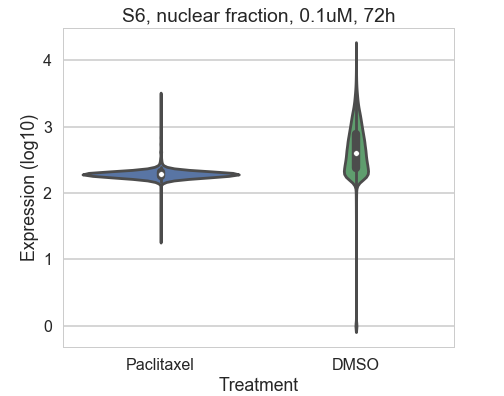 S6, nuclear fraction, 0.1uM, 72h
Expression (log10)
4
3
2
1
0
Paclitaxel
DMSO
Treatment